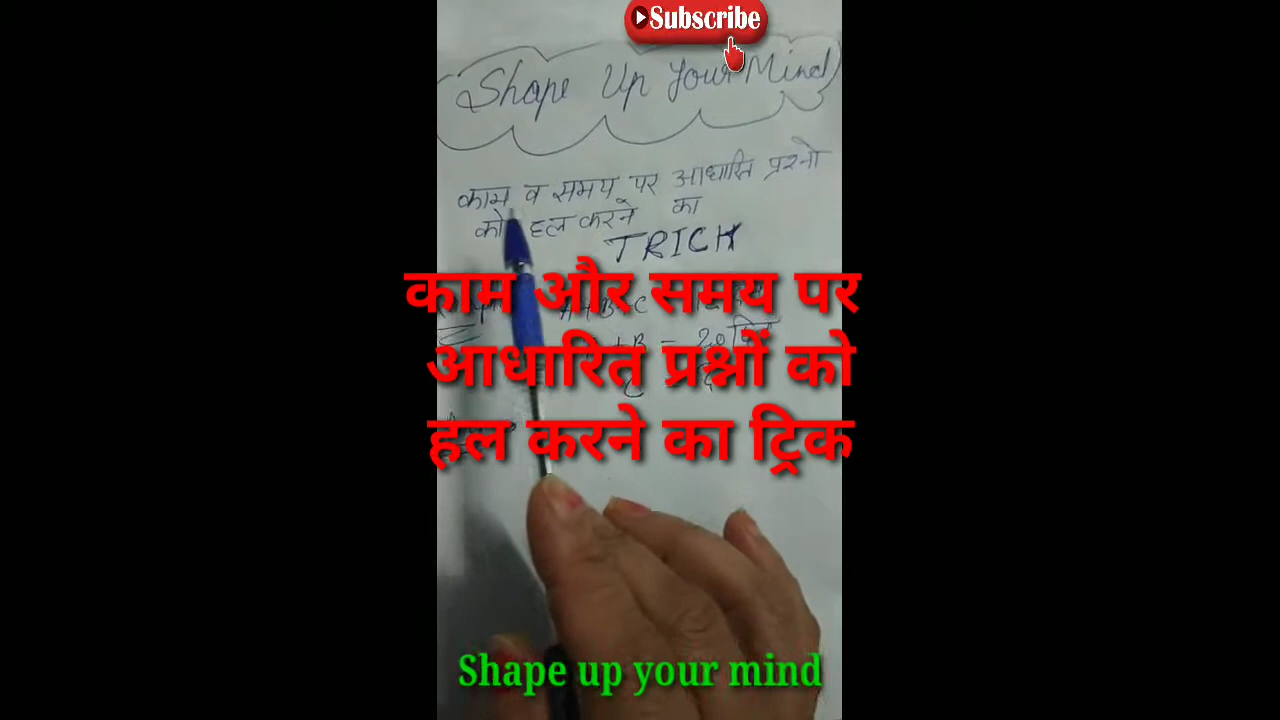 Subscribe
Shape Up Your Mind
काम व समय पर आधारित प्रश्नो
को हल करने का
TRICK
काम और समय पर
आधारित प्रश्नों को
हल करने का ट्रिक
Shape up your mind